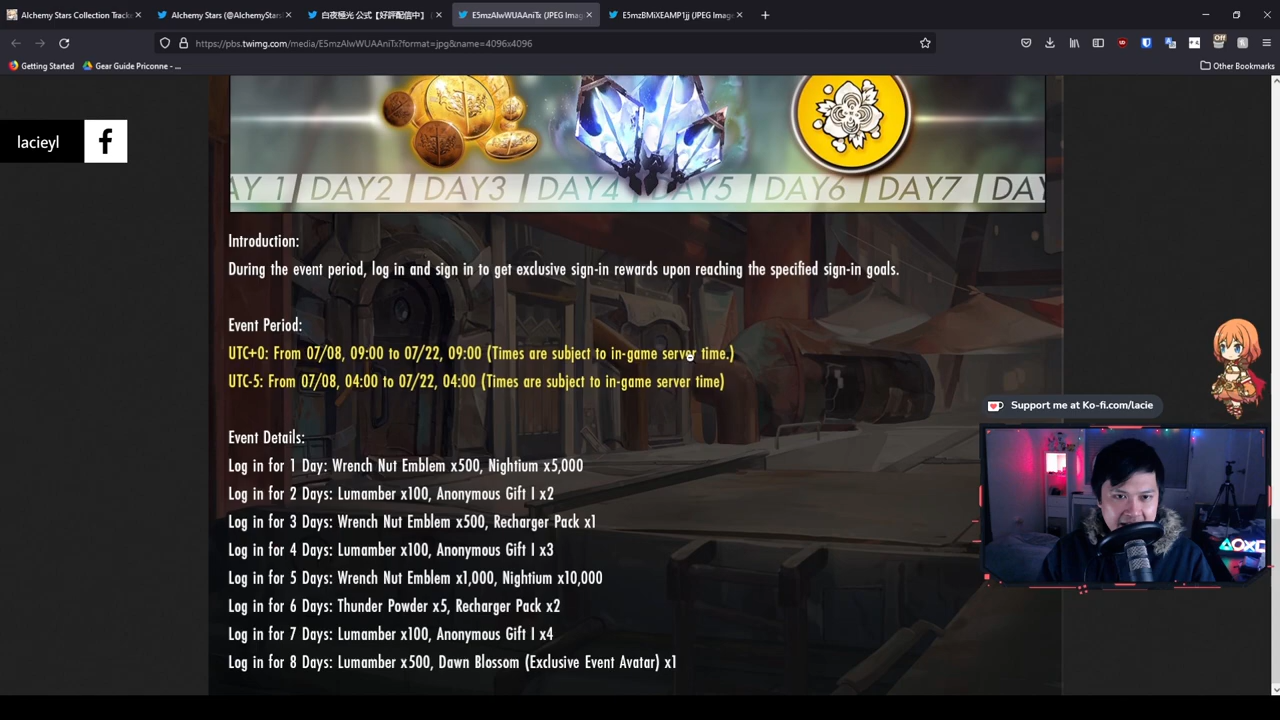 Alchemy Stars Collection Track
Alchemy Stars (@AlchemyStars
白夜極光 公式【好評配信中】 (
E5mzAIwWUAAniTx (JPEG Imag
E5mzBMiXEAMP1jj (JPEG Image
https://pbs.twimg.com/media/E5mzAIwWUAAniTx?format=jpg&name=4096x4096
Off
Getting Started
Gear Guide Priconne - ...
Other Bookmarks
lacieyl
AY 1 DAY2 DAY3 DAY4 DAY5 DAY6 DAY7 DAY
Introduction:
During the event period, log in and sign in to get exclusive sign-in rewards upon reaching the specified sign-in goals.
Event Period:
UTC+0: From 07/08, 09:00 to 07/22, 09:00 (Times are subject to in-game server time.)
UTC-5: From 07/08, 04:00 to 07/22, 04:00 (Times are subject to in-game server time)
Event Details:
Log in for 1 Day: Wrench Nut Emblem x500, Nightium x5,000
Log in for 2 Days: Lumamber x100, Anonymous Gift I x2
Log in for 3 Days: Wrench Nut Emblem x500, Recharger Pack x1
Log in for 4 Days: Lumamber x100, Anonymous Gift I x3
Log in for 5 Days: Wrench Nut Emblem x1,000, Nightium x10,000
Log in for 6 Days: Thunder Powder x5, Recharger Pack x2
Log in for 7 Days: Lumamber x100, Anonymous Gift I x4
Log in for 8 Days: Lumamber x500, Dawn Blossom (Exclusive Event Avatar) x1
Support me at Ko-fi.com/lacie